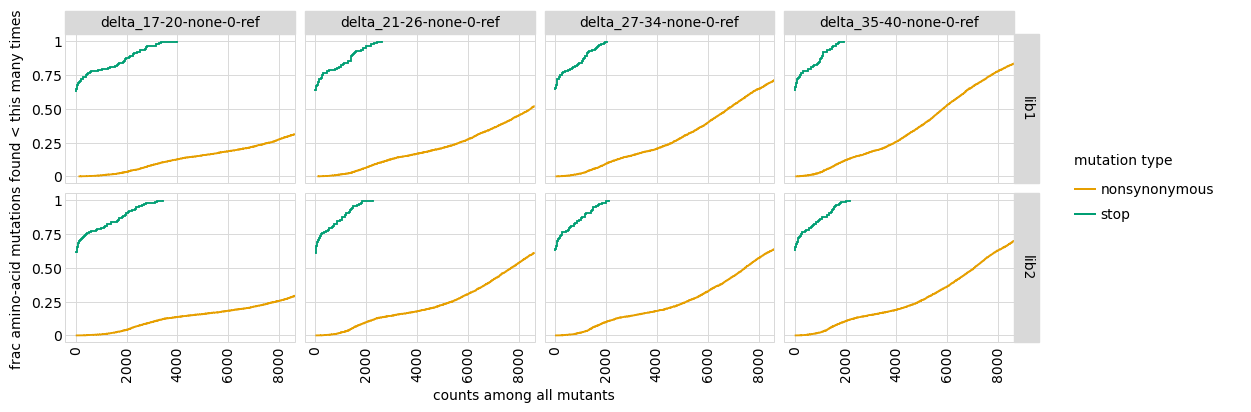 delta_17-20-none-0-ref
delta_21-26-none-0-ref
delta_27-34-none-0-ref
delta_35-40-none-0-ref
frac amino-acid mutations found < this many times
1
0.75
0.50
0.25
0
lib1
1
0.75
0.50
0.25
0
lib2
0
2000
4000
6000
8000
0
2000
4000
6000
8000
0
2000
4000
6000
8000
0
2000
4000
6000
8000
counts among all mutants
mutation type
nonsynonymous
stop